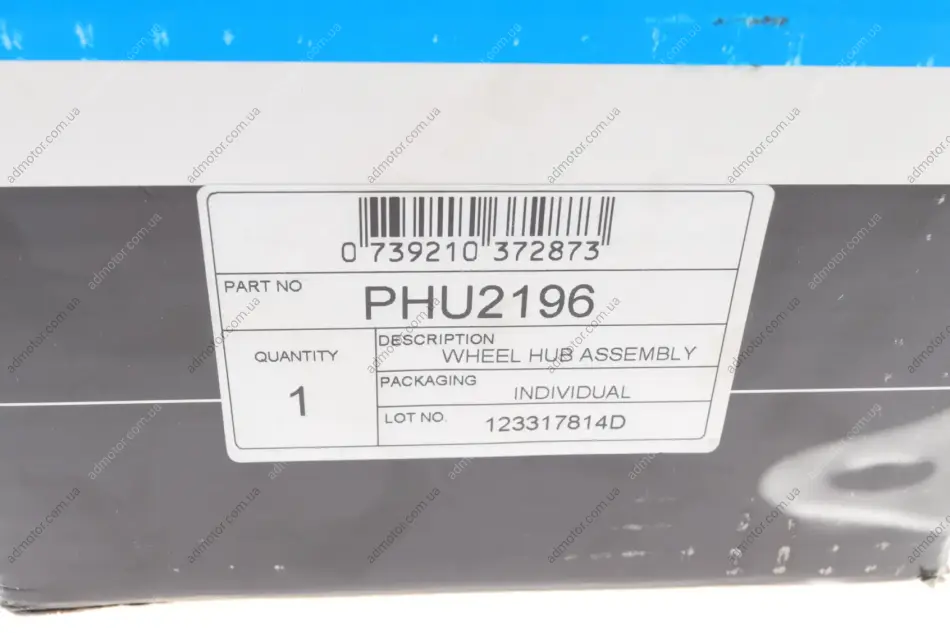 0 739210 372873
PART NO
PHU2196
QUANTITY
1
DESCRIPTION
WHEEL HUB ASSEMBLY
PACKAGING
INDIVIDUAL
LOT NO.
123317814D
admotor.com.ua